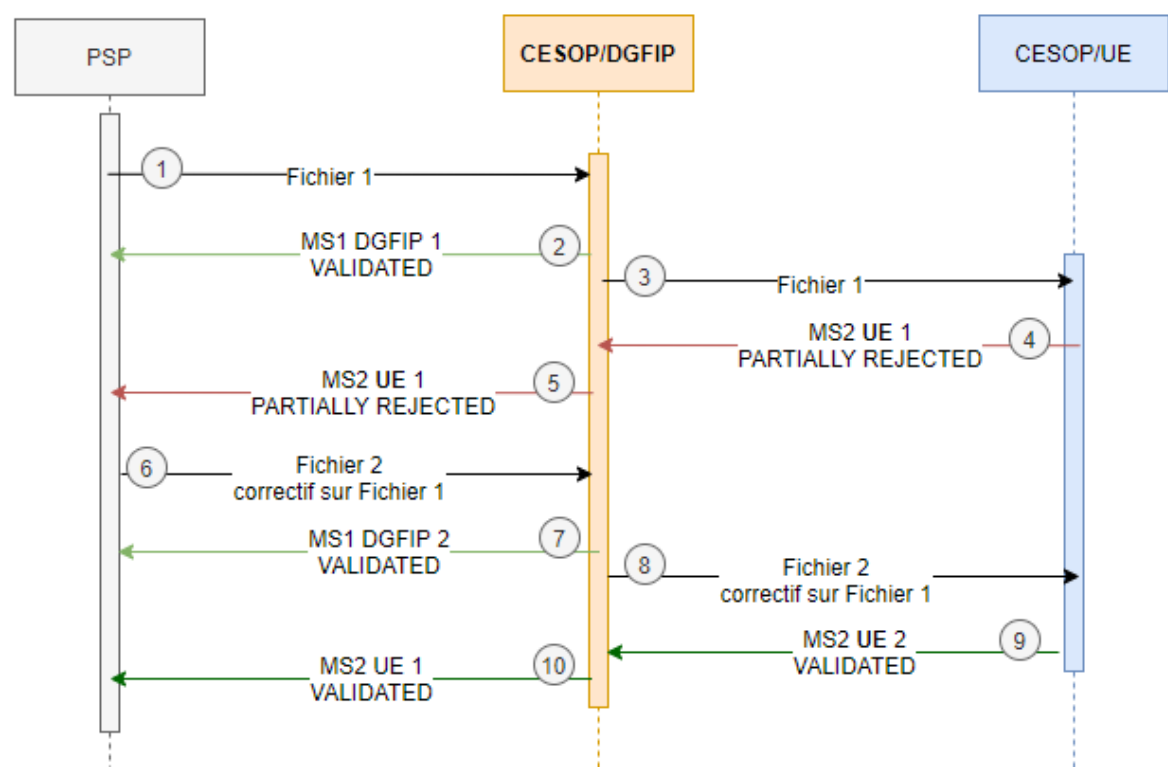 PSP
CESOP/DGFIP
CESOP/UE
1
Fichier 1
MS1 DGFIP 1
VALIDATED
2
3
Fichier 1
MS2 UE 1
PARTIALLY REJECTED
4
MS2 UE 1
PARTIALLY REJECTED
5
6
Fichier 2
correctif sur Fichier 1
MS1 DGFIP 2
VALIDATED
7
8
Fichier 2
correctif sur Fichier 1
MS2 UE 2
VALIDATED
9
MS2 UE 1
VALIDATED
10